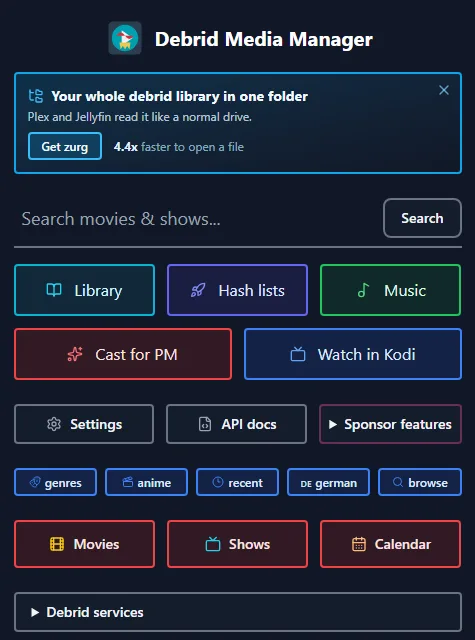 Debrid Media Manager
Your whole debrid library in one folder
Plex and Jellyfin read it like a normal drive.
Get zurg 4.4x faster to open a file
Search movies & shows... Search
Library Hash lists Music
Cast for PM Watch in Kodi
Settings API docs Sponsor features
genres anime recent DE german browse
Movies Shows Calendar
Debrid services